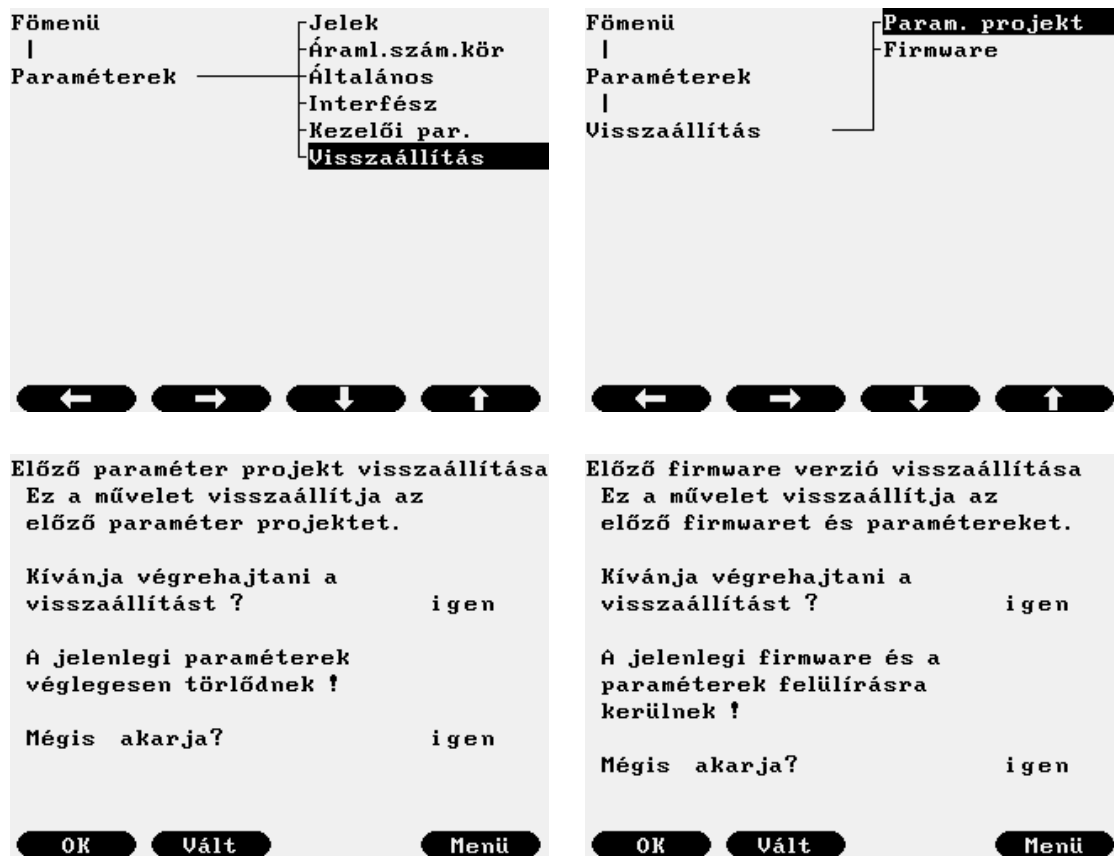 Fömenü
Paraméterek
Jelek
Áraml.szám.kör
Általános
Interfész
Kezelői par.
Visszaállítás
Fömenü
Paraméterek
Visszaállítás
Param. projekt
Firmware
Előző paraméter projekt visszaállítása
Ez a művelet visszaállítja az
előző paraméter projektet.
Kívánja végrehajtani a
visszaállítást ? igen
A jelenlegi paraméterek
véglegesen törlődnek !
Mégis akarja? igen
OK Vált Menü
Előző firmware verzió visszaállítása
Ez a művelet visszaállítja az
előző firmwaret és paramétereket.
Kívánja végrehajtani a
visszaállítást ? igen
A jelenlegi firmware és a
paraméterek felülírásra
kerülnek !
Mégis akarja? igen
OK Vált Menü